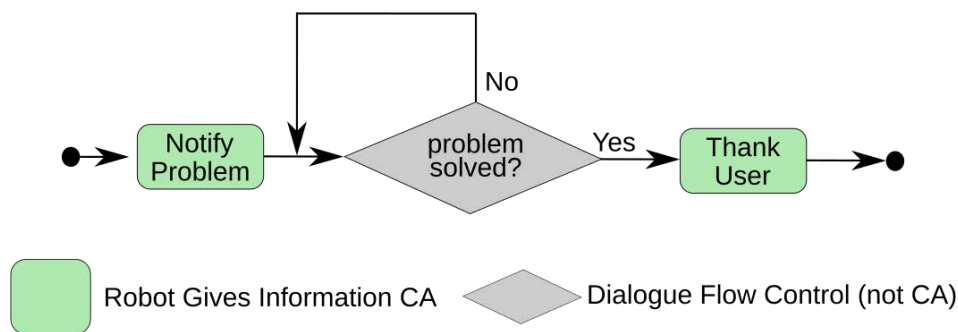 No
Notify
Problem
problem
solved?
Yes
Thank
User
Robot Gives Information CA
Dialogue Flow Control (not CA)